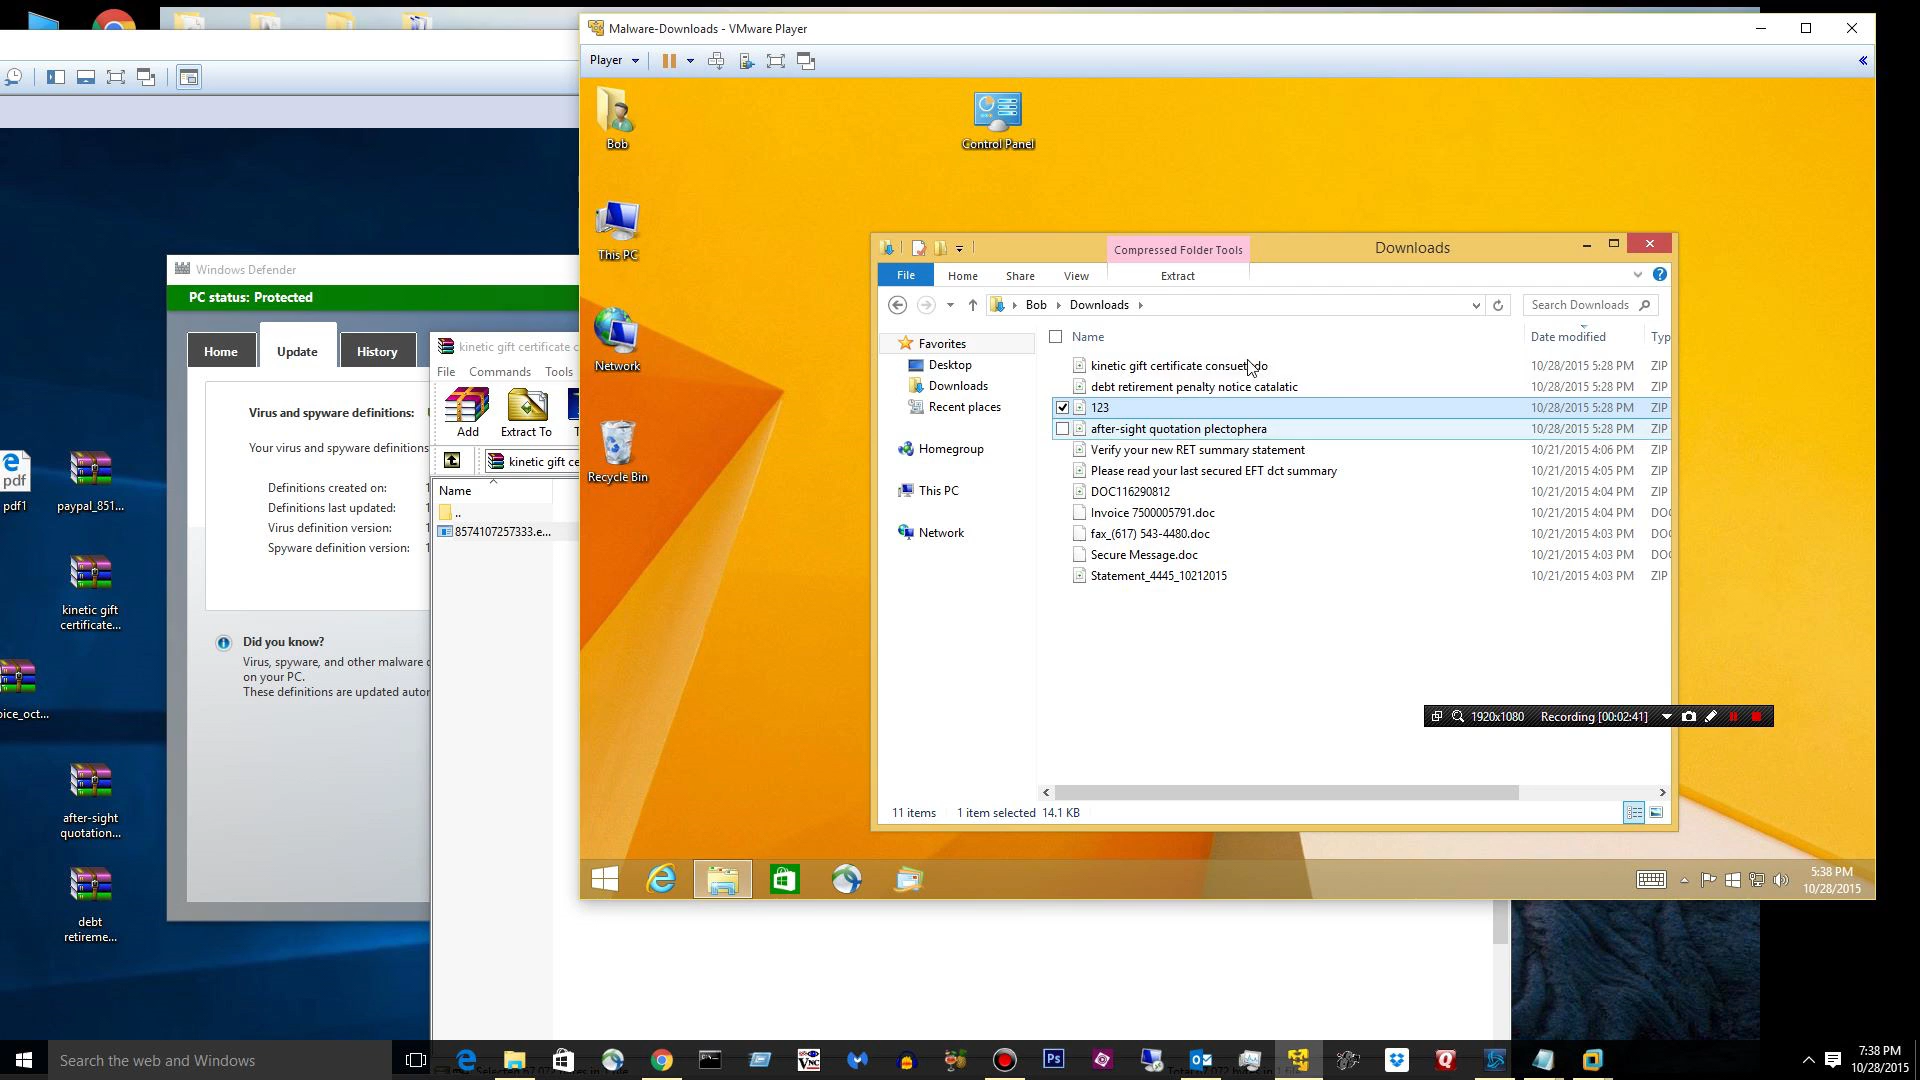 Malware-Downloads - VMware Player
Player
Bob
Control Panel
This PC
Network
Recycle Bin
Windows Defender
PC status: Protected
Home
Update
History
Virus and spyware definitions:
Your virus and spyware definitions
Definitions created on:
Definitions last updated:
Virus definition version:
Spyware definition version:
Did you know?
Virus, spyware, and other malware
on your PC.
These definitions are updated autor
kinetic gift certificate c
File Commands Tools
Add
Extract To
kinetic gift ce
Name
..
8574107257333.e...
pdf
pdf1
paypal_851...
kinetic gift
certificate...
oice_oct...
after-sight
quotation...
debt
retireme...
Compressed Folder Tools
Downloads
File
Home
Share
View
Extract
Bob
Downloads
Search Downloads
Name
Date modified
Typ
Favorites
Desktop
Downloads
Recent places
Homegroup
This PC
Network
kinetic gift certificate consuetudo 10/28/2015 5:28 PM ZIP
debt retirement penalty notice catalatic 10/28/2015 5:28 PM ZIP
123 10/28/2015 5:28 PM ZIP
after-sight quotation plectophera 10/28/2015 5:28 PM ZIP
Verify your new RET summary statement 10/21/2015 4:06 PM ZIP
Please read your last secured EFT dct summary 10/21/2015 4:05 PM ZIP
DOC116290812 10/21/2015 4:04 PM ZIP
Invoice 7500005791.doc 10/21/2015 4:04 PM DOC
fax_(617) 543-4480.doc 10/21/2015 4:03 PM DOC
Secure Message.doc 10/21/2015 4:03 PM DOC
Statement_4445_10212015 10/21/2015 4:03 PM ZIP
1920x1080 Recording [00:02:41]
11 items 1 item selected 14.1 KB
5:38 PM
10/28/2015
Search the web and Windows
Ps
7:38 PM
10/28/2015